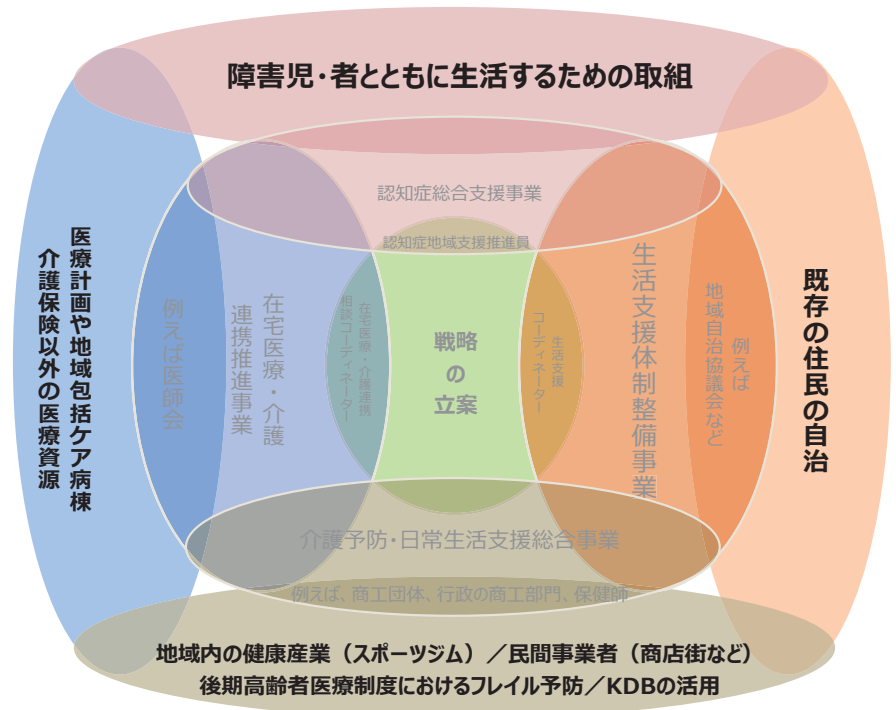 障害児・者とともに生活するための取組
認知症総合支援事業
認知症地域支援推進員
医療計画や地域包括ケア病棟
介護保険以外の医療資源
例えば医師会
在宅医療・介護
連携推進事業
在宅医療・介護連携
相談コーディネーター
戦略
の
立案
生活支援
コーディネーター
生活支援体制整備事業
例えば
地域自治協議会など
既存の住民の自治
介護予防・日常生活支援総合事業
例えば、商工団体、行政の商工部門、保健師
地域内の健康産業（スポーツジム）／民間事業者（商店街など）
後期高齢者医療制度におけるフレイル予防／KDBの活用